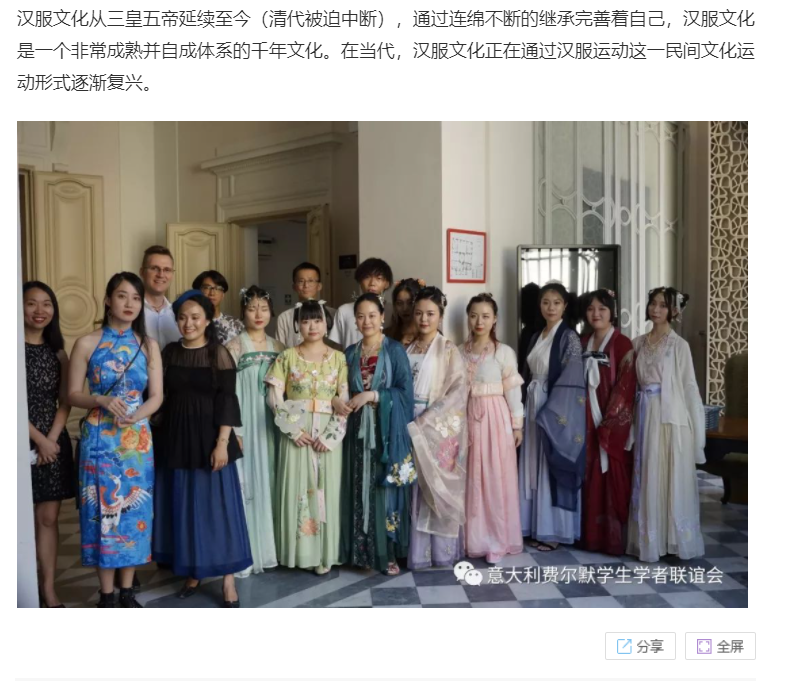 汉服文化从三皇五帝延续至今（清代被迫中断），通过连绵不断的继承完善着自己，汉服文化
是一个非常成熟并自成体系的千年文化。在当代，汉服文化正在通过汉服运动这一民间文化运
动形式逐渐复兴。
意大利费尔默学生学者联谊会
分享
全屏